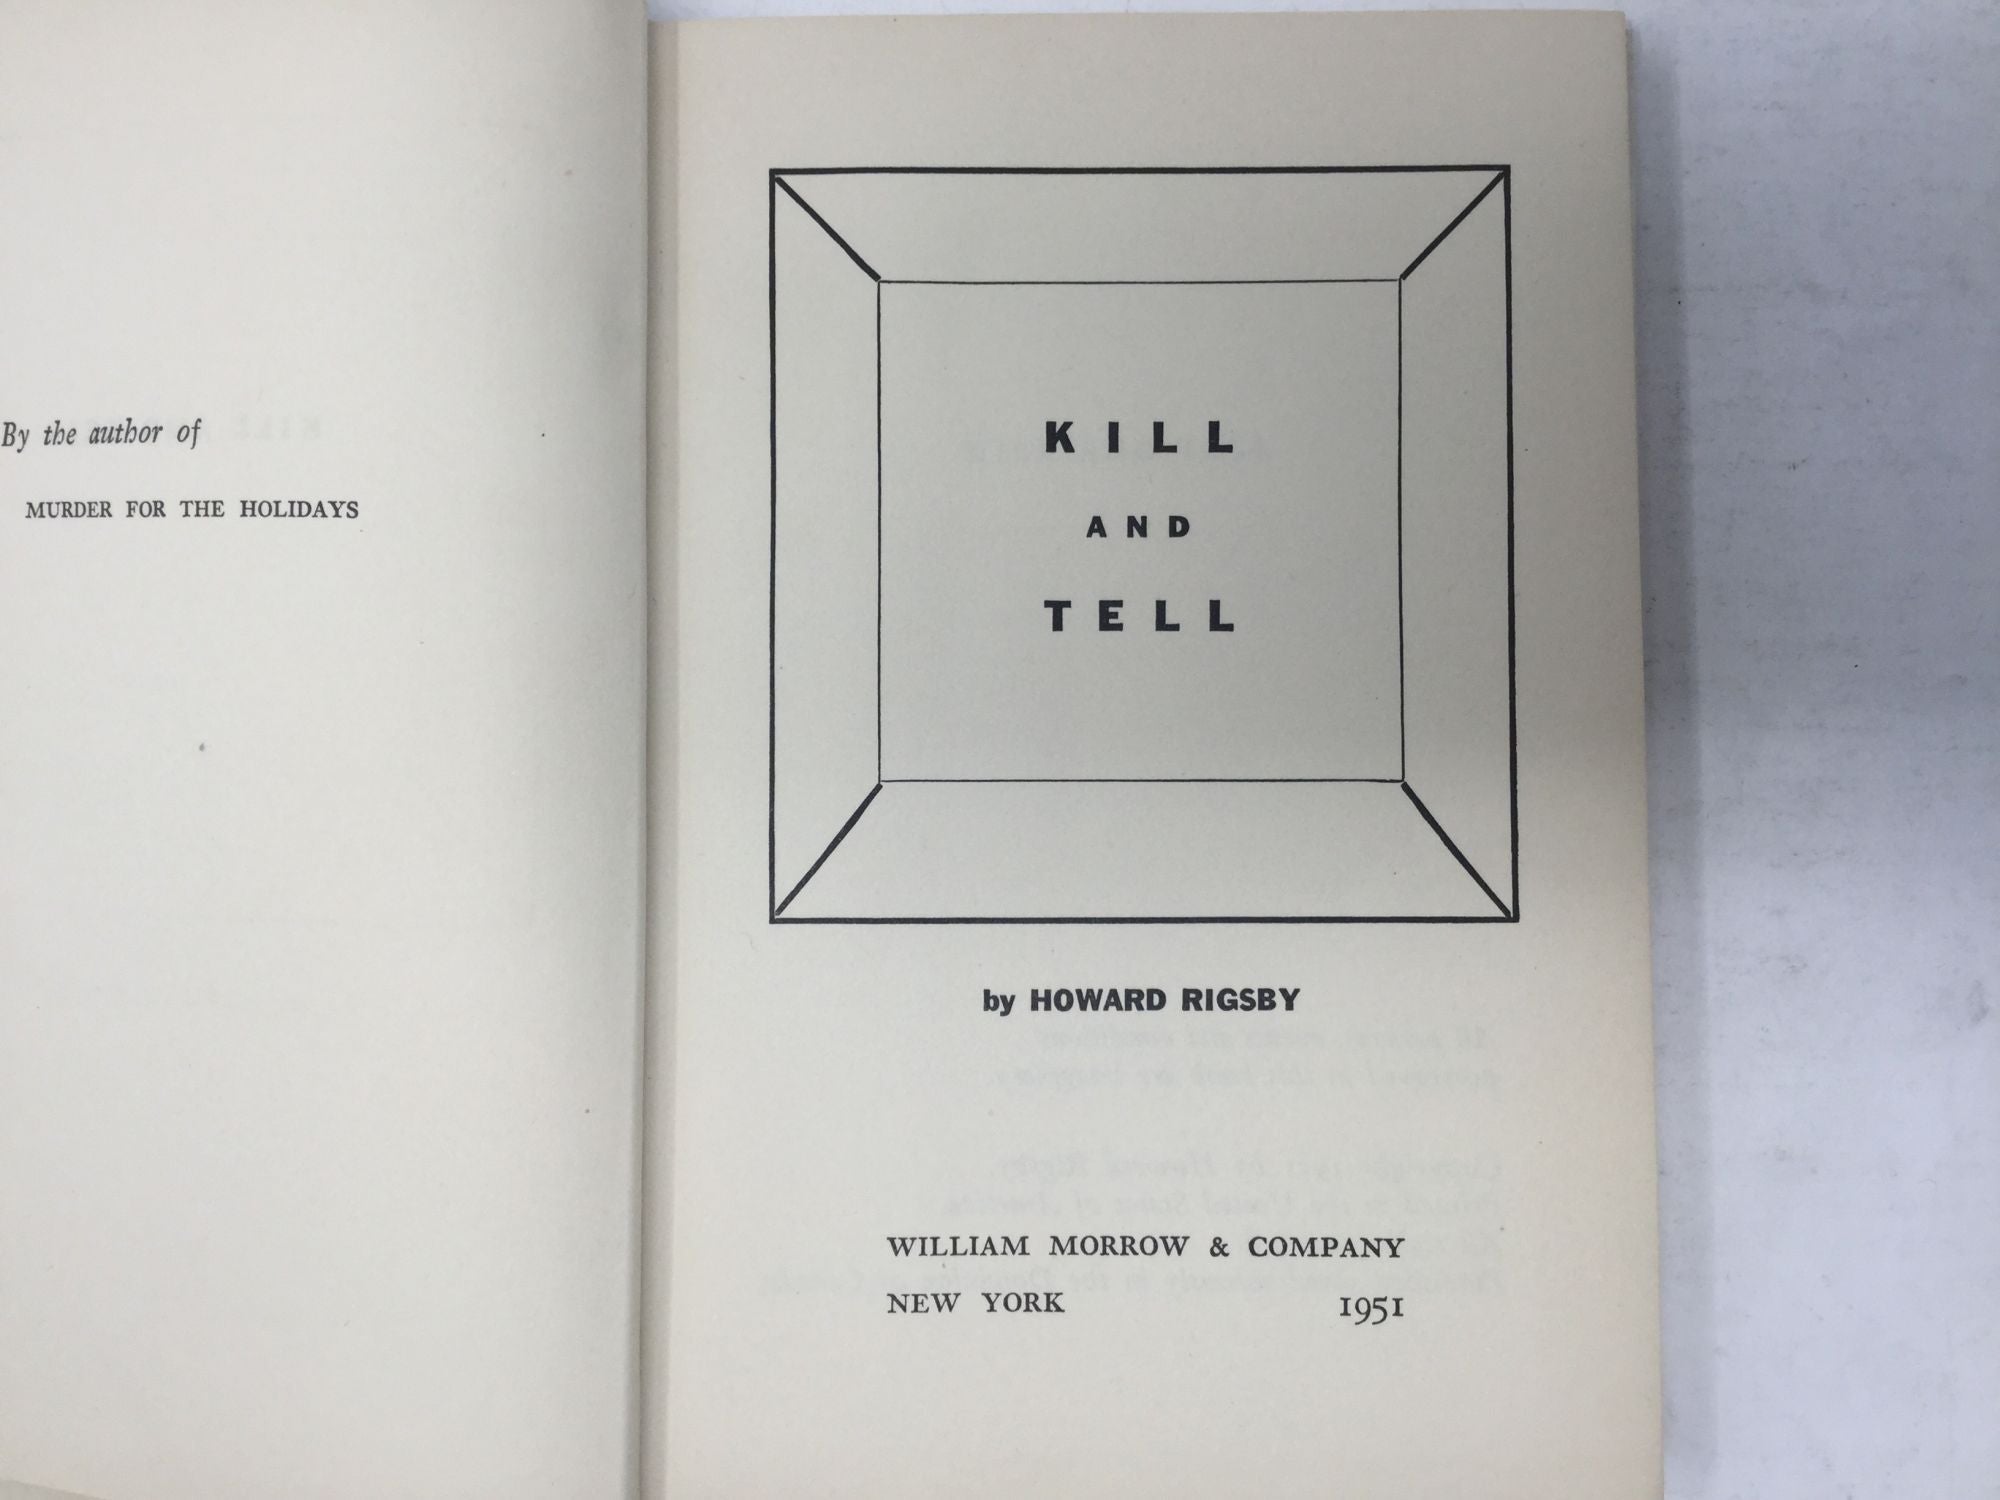 By the author of
MURDER FOR THE HOLIDAYS
KILL
AND
TELL
by HOWARD RIGSBY
WILLIAM MORROW & COMPANY
NEW YORK 1951